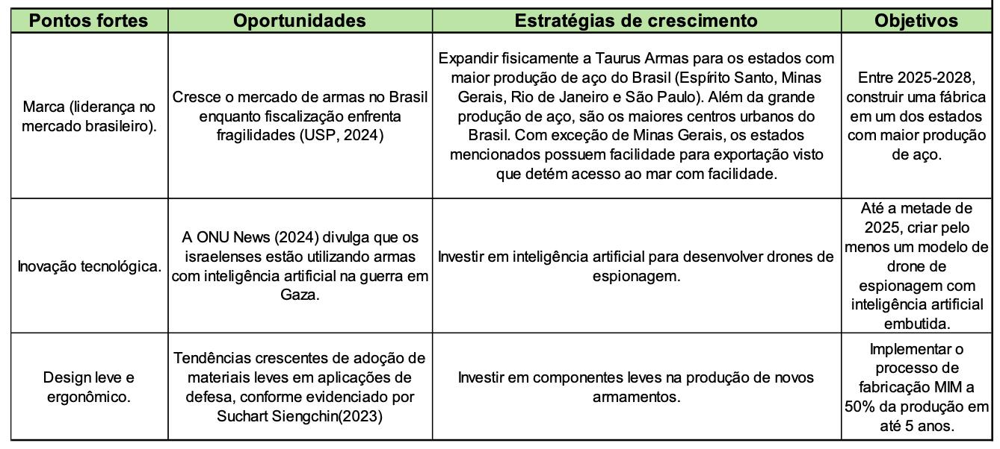 Pontos fortes
Oportunidades
Estratégias de crescimento
Objetivos
Marca (liderança no
mercado brasileiro).
Cresce o mercado de armas no Brasil
enquanto fiscalização enfrenta
fragilidades (USP, 2024)
Expandir fisicamente a Taurus Armas para os estados com
maior produção de aço do Brasil (Espírito Santo, Minas
Gerais, Rio de Janeiro e São Paulo). Além da grande
produção de aço, são os maiores centros urbanos do
Brasil. Com exceção de Minas Gerais, os estados
mencionados possuem facilidade para exportação visto
que detém acesso ao mar com facilidade.
Entre 2025-2028,
construir uma fábrica
em um dos estados
com maior produção
de aço.
Inovação tecnológica.
A ONU News (2024) divulga que os
israelenses estão utilizando armas
com inteligência artificial na guerra em
Gaza.
Investir em inteligência artificial para desenvolver drones de
espionagem.
Até a metade de
2025, criar pelo
menos um modelo de
drone de
espionagem com
inteligência artificial
embutida.
Design leve e
ergonômico.
Tendências crescentes de adoção de
materiais leves em aplicações de
defesa, conforme evidenciado por
Suchart Siengchin(2023)
Investir em componentes leves na produção de novos
armamentos.
Implementar o
processo de
fabricação MIM a
50% da produção em
até 5 anos.